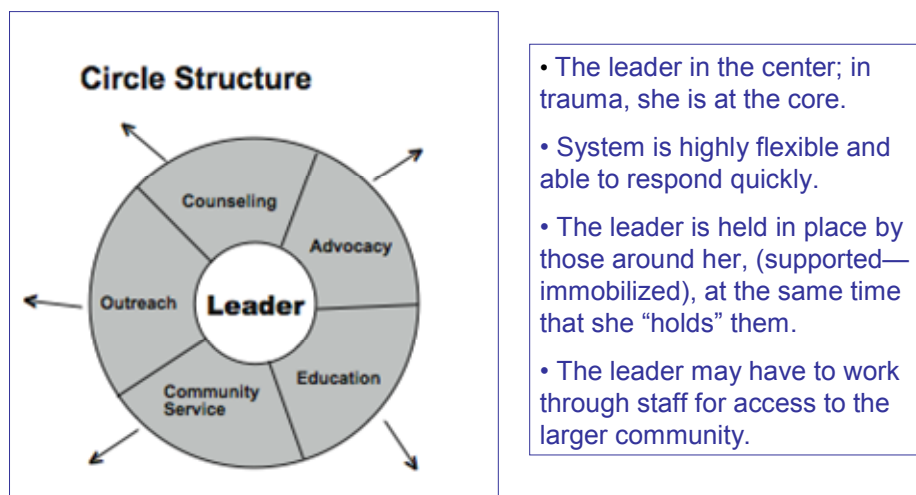 Circle Structure
Counseling
Advocacy
Outreach
Leader
Education
Community
Service
• The leader in the center; in
trauma, she is at the core.
• System is highly flexible and
able to respond quickly.
• The leader is held in place by
those around her, (supported—
immobilized), at the same time
that she “holds” them.
• The leader may have to work
through staff for access to the
larger community.